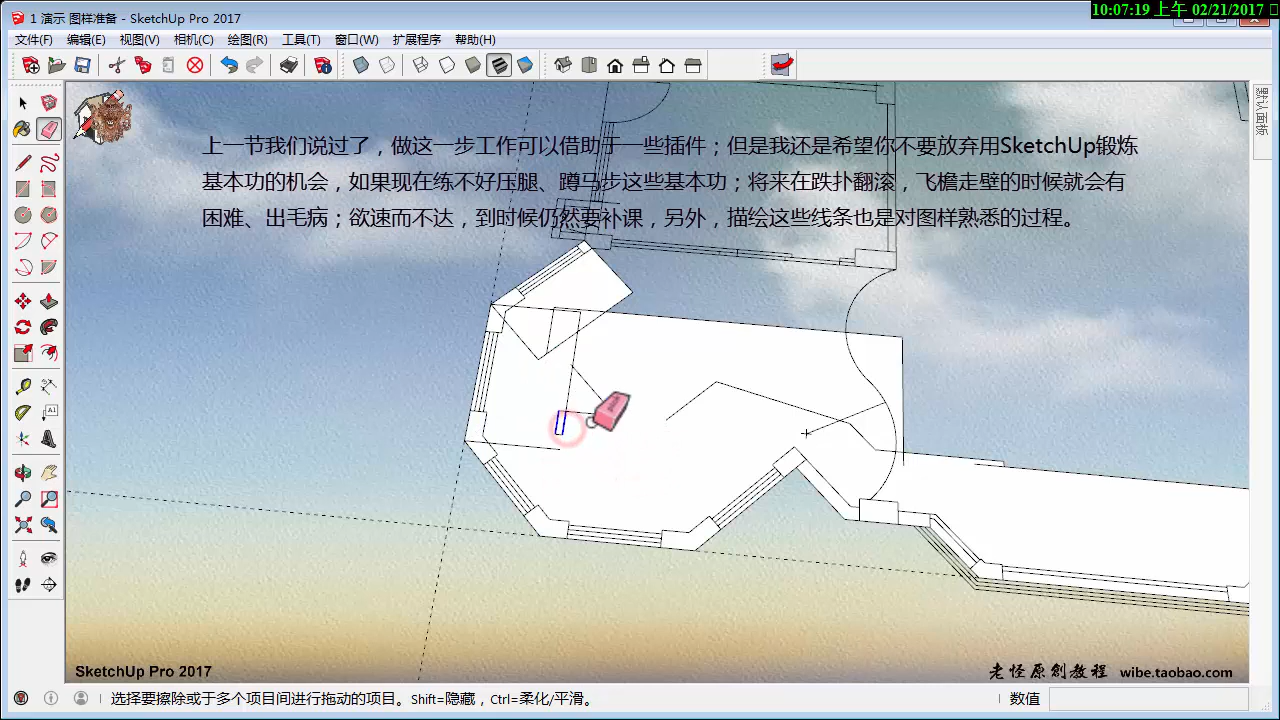 10:07:19 上午 02/21/2017
1 演示 图样准备 - SketchUp Pro 2017
文件(F) 编辑(E) 视图(V) 相机(C) 绘图(R) 工具(T) 窗口(W) 扩展程序 帮助(H)
默认面板
上一节我们说过了，做这一步工作可以借助于一些插件；但是我还是希望你不要放弃用SketchUp锻炼
基本功的机会，如果现在练不好压腿、蹲马步这些基本功；将来在跌扑翻滚，飞檐走壁的时候就会有
困难、出毛病；欲速而不达，到时候仍然要补课，另外，描绘这些线条也是对图样熟悉的过程。
SketchUp Pro 2017
老怪原創教程 wibe.taobao.com
选择要擦除或于多个项目间进行拖动的项目。Shift=隐藏，Ctrl=柔化/平滑。
数值